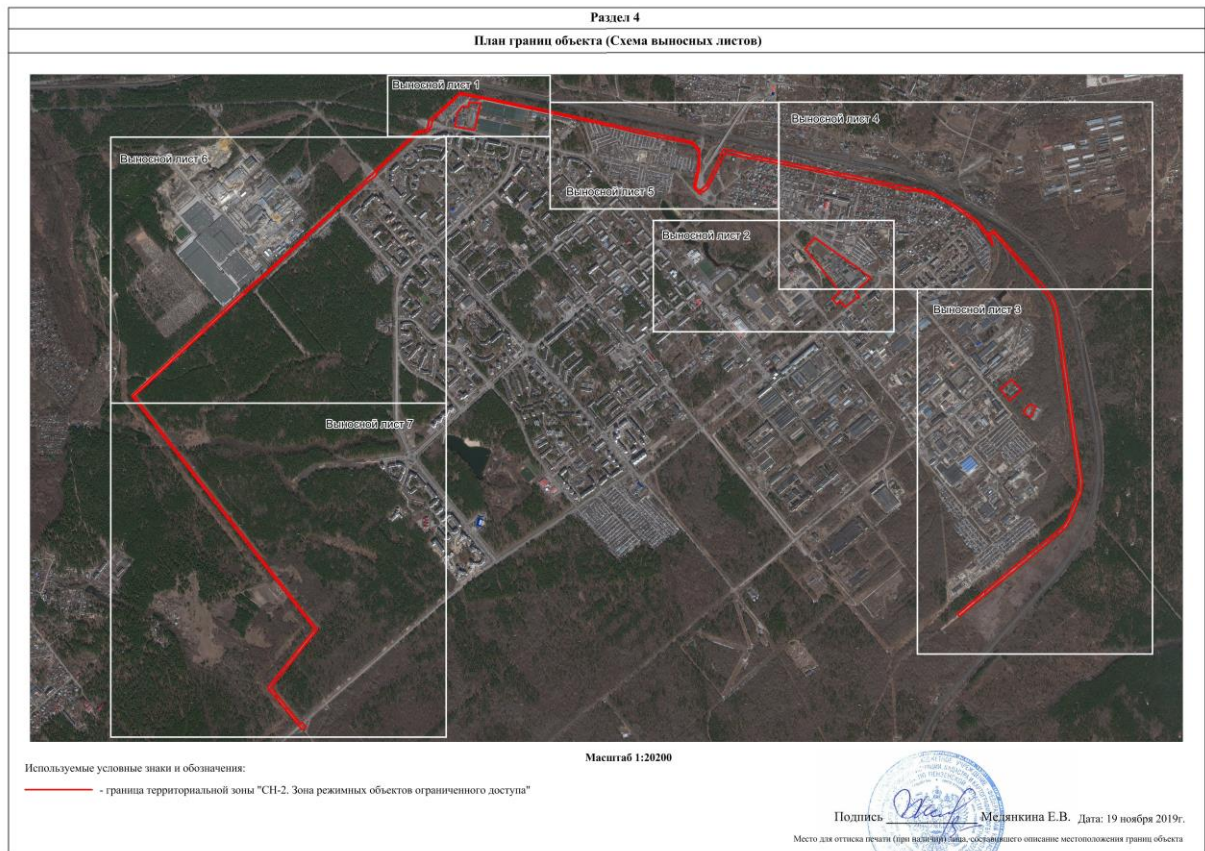 Раздел 4
План границ объекта (Схема выносных листов)
Выносной лист 1
Выносной лист 4
Выносной лист 6
Выносной лист 5
Выносной лист 2
Выносной лист 3
Выносной лист 7
Масштаб 1:20200
Используемые условные знаки и обозначения:
- граница территориальной зоны "СН-2. Зона режимных объектов ограниченного доступа"
Подпись Медянкина Е.В. Дата: 19 ноября 2019г.
Место для оттиска печати (при наличии) лица, составившего описание местоположения границ объекта